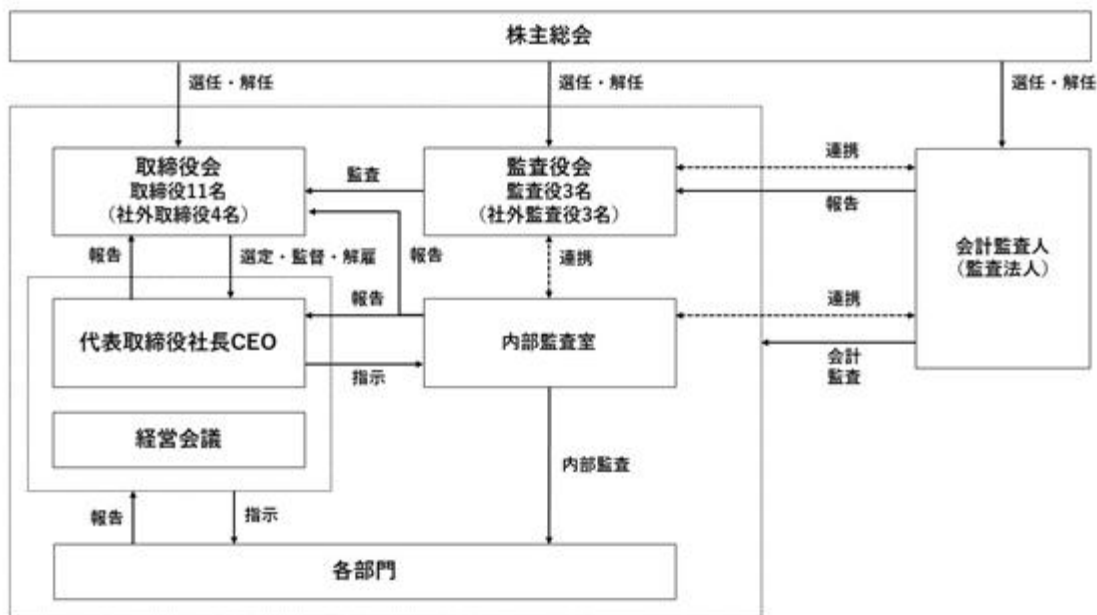 株主総会
選任・解任
選任・解任
選任・解任
取締役会
取締役11名
（社外取締役4名）
監査
監査役会
監査役3名
（社外監査役3名）
連携
報告
会計監査人
（監査法人）
報告
選定・監督・解雇
報告
連携
報告
連携
代表取締役社長CEO
内部監査室
指示
会計
監査
経営会議
内部監査
報告
指示
各部門